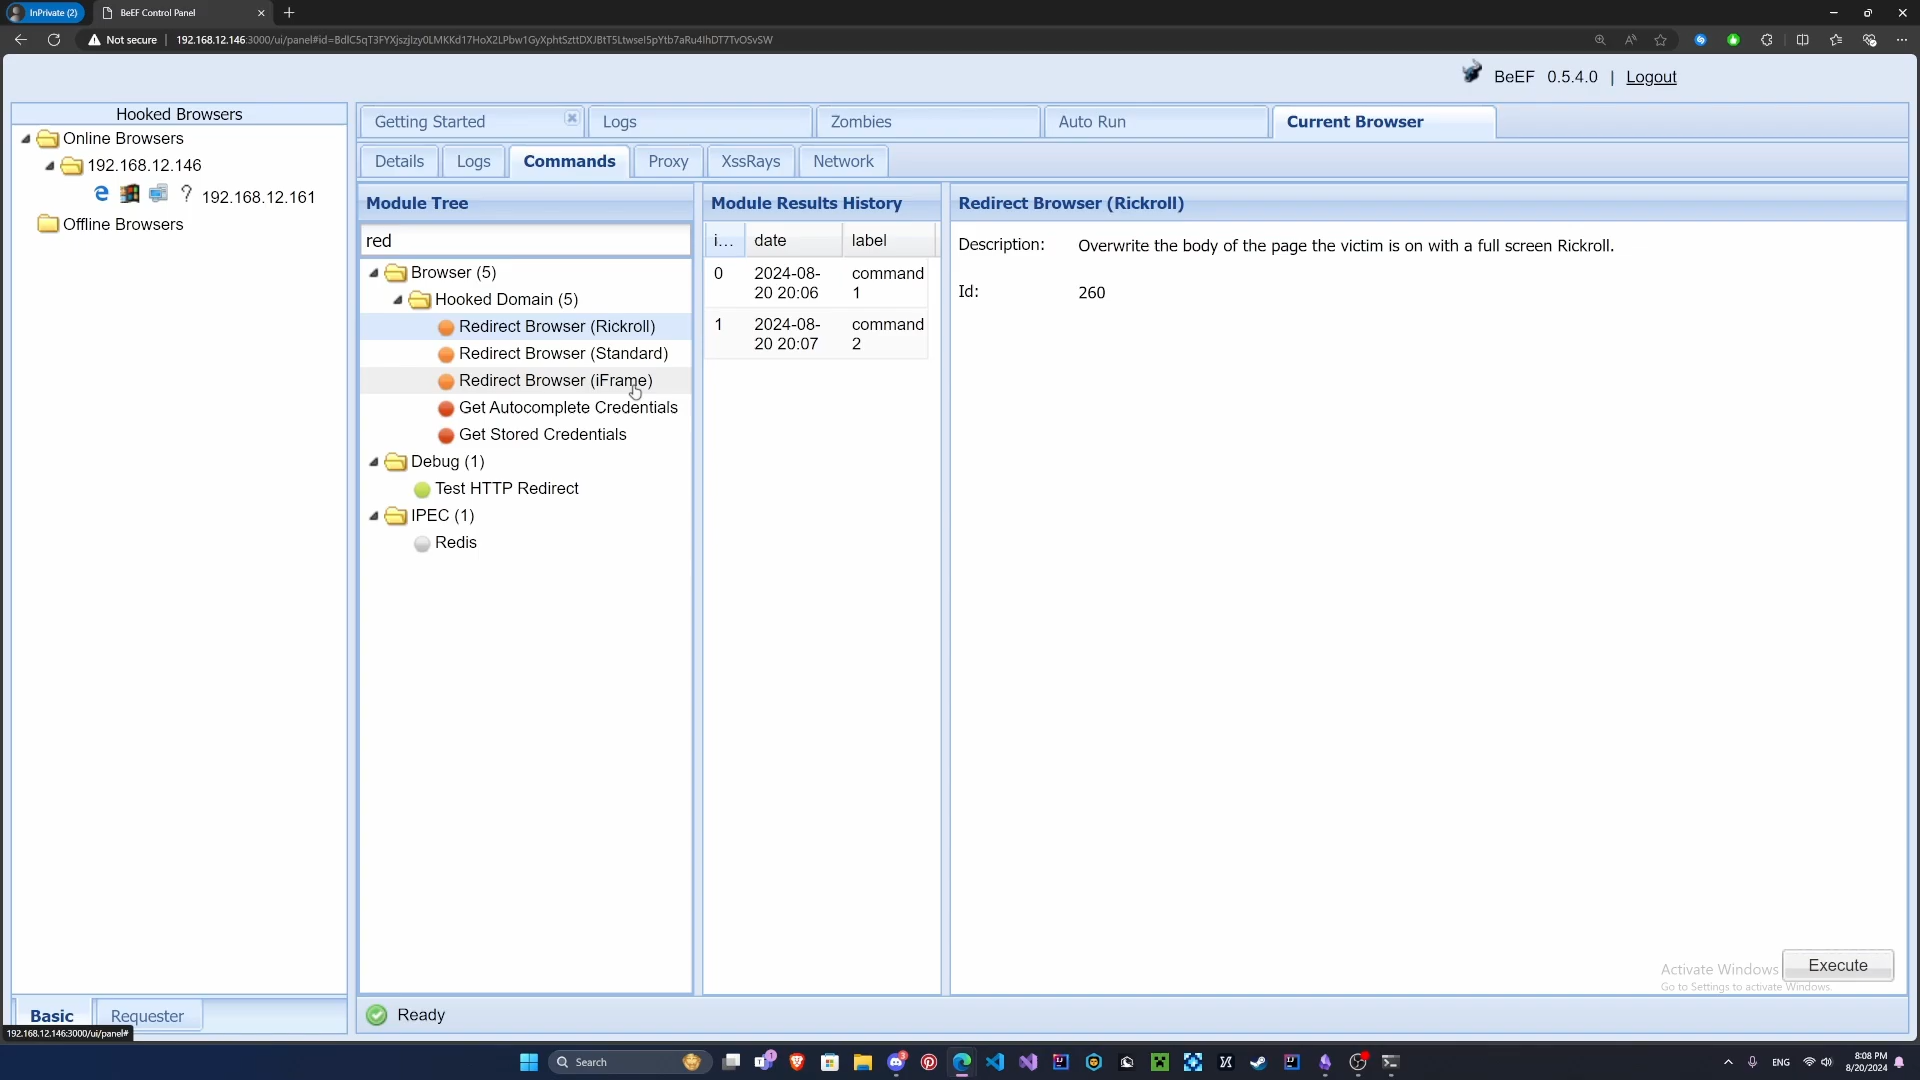 InPrivate (2)
BeEF Control Panel
Not secure
192.168.12.146:3000/ui/panel#id=
BeEF 0.5.4.0 | Logout
Hooked Browsers
Online Browsers
192.168.12.146
? 192.168.12.161
Offline Browsers
Getting Started
Logs
Zombies
Auto Run
Current Browser
Details
Logs
Commands
Proxy
XssRays
Network
Module Tree
red
Browser (5)
Hooked Domain (5)
Redirect Browser (Rickroll)
Redirect Browser (Standard)
Redirect Browser (iFrame)
Get Autocomplete Credentials
Get Stored Credentials
Debug (1)
Test HTTP Redirect
IPEC (1)
Redis
Module Results History
i... date label
0 2024-08-20 20:06 command 1
1 2024-08-20 20:07 command 2
Redirect Browser (Rickroll)
Description: Overwrite the body of the page the victim is on with a full screen Rickroll.
Id: 260
Activate Windows
Go to Settings to activate Windows.
Execute
Basic
Requester
Ready
192.168.12.146:3000/ui/panel#
Search
ENG
8:08 PM
8/20/2024